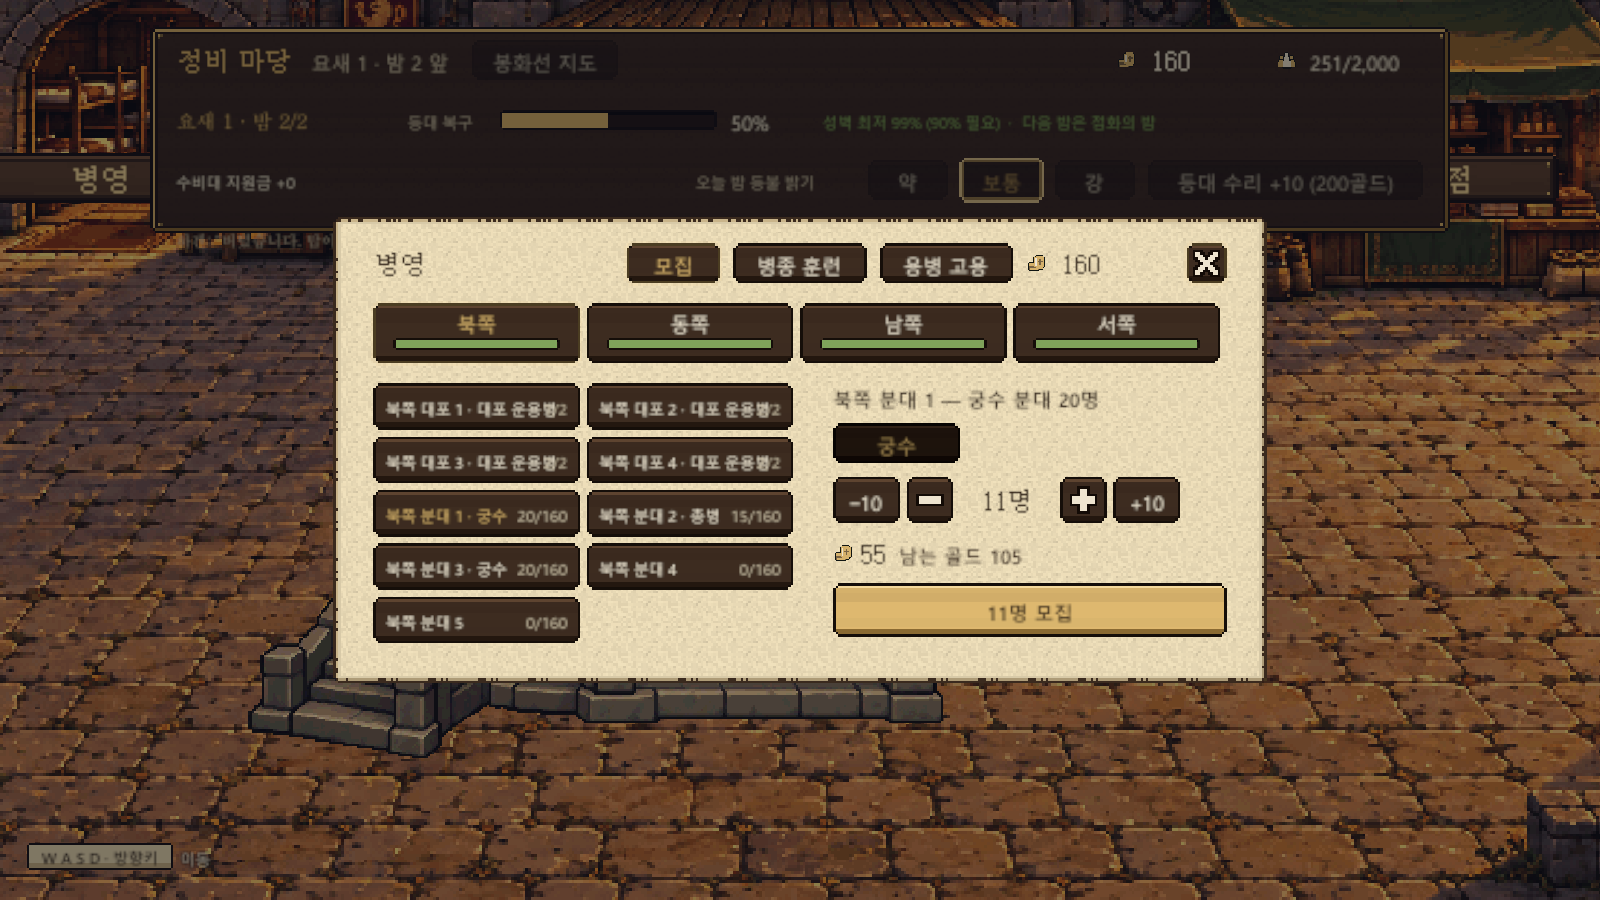 정비 마당 요새 1 · 밤 2 앞 봉화선 지도 160 251/2,000
요새 1 · 밤 2/2 등대 복구 50% 성벽 최저 99% (90% 필요) · 다음 밤은 점화의 밤
병영
수비대 지원금 +0 오늘 밤 등불 밝기 약 보통 강 등대 수리 +10 (200골드)
점
병영 모집 병종 훈련 용병 고용 160
북쪽 동쪽 남쪽 서쪽
북쪽 대포 1 · 대포 운용병 /2 북쪽 대포 2 · 대포 운용병 /2
북쪽 대포 3 · 대포 운용병 /2 북쪽 대포 4 · 대포 운용병 /2
북쪽 분대 1 · 궁수 20/160 북쪽 분대 2 · 총병 15/160
북쪽 분대 3 · 궁수 20/160 북쪽 분대 4 0/160
북쪽 분대 5 0/160
북쪽 분대 1 — 궁수 분대 20명
궁수
-10 11명 +10
55 남는 골드 105
11명 모집
WASD · 방향키 이동